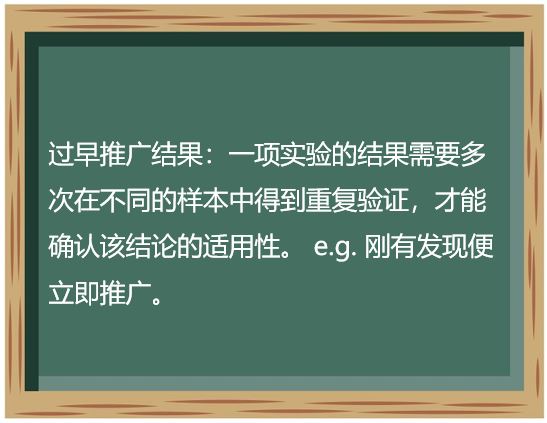 过早推广结果：一项实验的结果需要多
次在不同的样本中得到重复验证，才能
确认该结论的适用性。 e.g. 刚有发现便
立即推广。